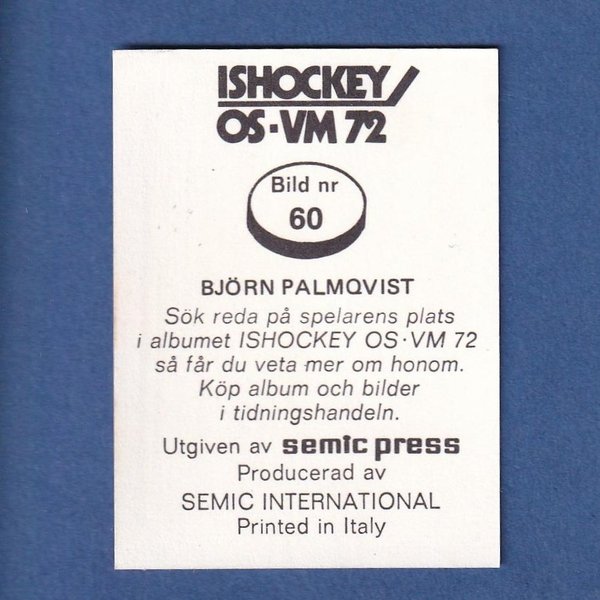 ISHOCKEY/
OS·VM 72
Bild nr
60
BJÖRN PALMQVIST
Sök reda på spelarens plats
i albumet ISHOCKEY OS·VM 72
så får du veta mer om honom.
Köp album och bilder
i tidningshandeln.
Utgiven av semic press
Producerad av
SEMIC INTERNATIONAL
Printed in Italy